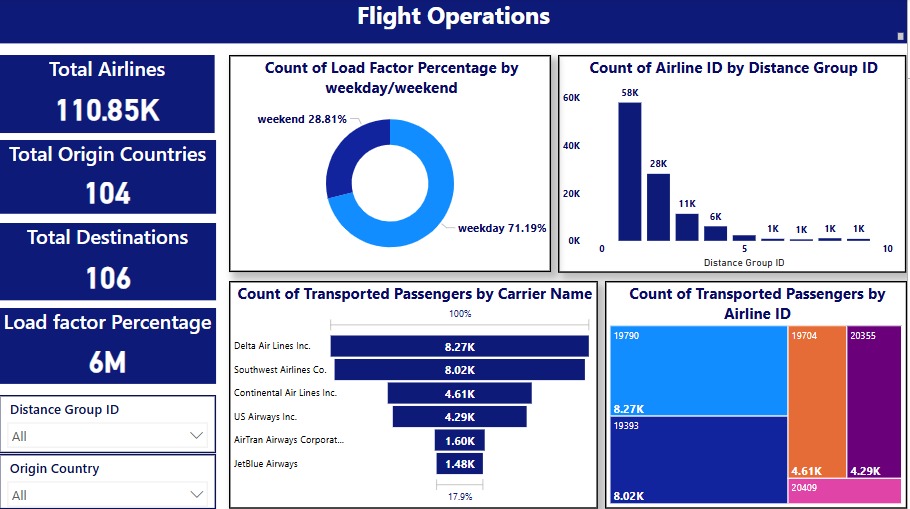 Flight Operations
Total Airlines
110.85K
Total Origin Countries
104
Total Destinations
106
Load factor Percentage
6M
Distance Group ID
All
Origin Country
All
Count of Load Factor Percentage by
weekday/weekend
weekend 28.81%
weekday 71.19%
Count of Airline ID by Distance Group ID
60K
40K
20K
0K
58K
28K
11K
6K
1K
1K
1K
1K
0
5
10
Distance Group ID
Count of Transported Passengers by Carrier Name
100%
Delta Air Lines Inc.
8.27K
Southwest Airlines Co.
8.02K
Continental Air Lines Inc.
4.61K
US Airways Inc.
4.29K
AirTran Airways Corporat...
1.60K
JetBlue Airways
1.48K
17.9%
Count of Transported Passengers by
Airline ID
19790
8.27K
19393
8.02K
19704
4.61K
20355
4.29K
20409